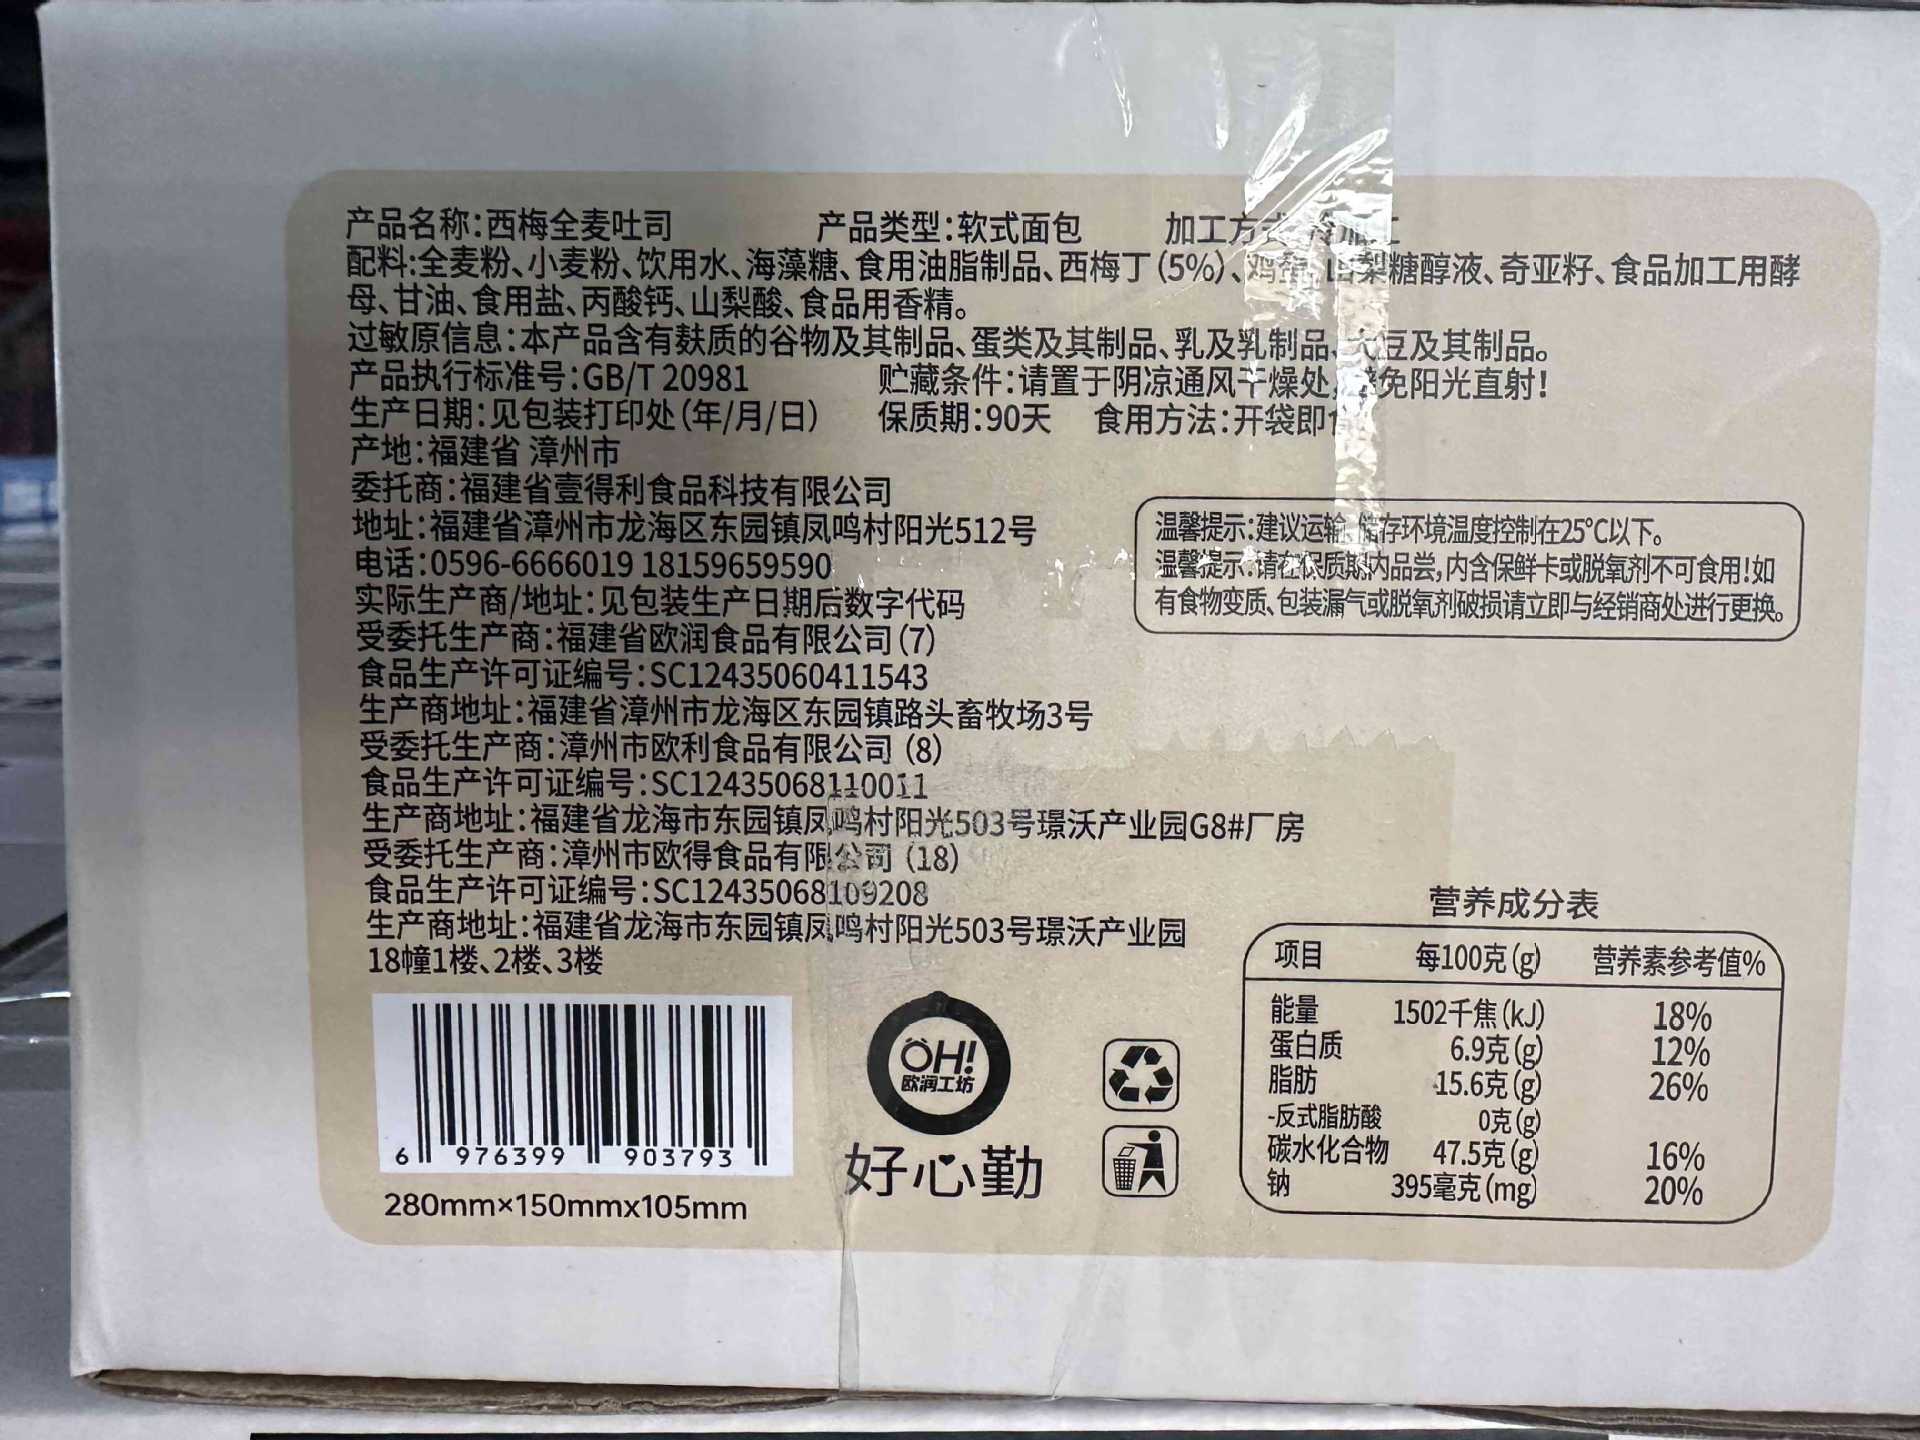 产品名称:西梅全麦吐司 产品类型:软式面包 加工方式:冷加工
配料:全麦粉、小麦粉、饮用水、海藻糖、食用油脂制品、西梅丁(5%)、鸡蛋、山梨糖醇液、奇亚籽、食品加工用酵
母、甘油、食用盐、丙酸钙、山梨酸、食品用香精。
过敏原信息:本产品含有麸质的谷物及其制品、蛋类及其制品、乳及乳制品、大豆及其制品。
产品执行标准号:GB/T 20981 贮藏条件:请置于阴凉通风干燥处,避免阳光直射!
生产日期:见包装打印处(年/月/日) 保质期:90天 食用方法:开袋即
产地:福建省 漳州市
委托商:福建省壹得利食品科技有限公司
地址:福建省漳州市龙海区东园镇凤鸣村阳光512号
电话:0596-6666019 18159659590
实际生产商/地址:见包装生产日期后数字代码
受委托生产商:福建省欧润食品有限公司(7)
食品生产许可证编号:SC12435060411543
生产商地址:福建省漳州市龙海区东园镇路头畜牧场3号
受委托生产商:漳州市欧利食品有限公司(8)
食品生产许可证编号:SC12435068110011
生产商地址:福建省龙海市东园镇凤鸣村阳光503号璟沃产业园G8#厂房
受委托生产商:漳州市欧得食品有限公司(18)
食品生产许可证编号:SC12435068109208
生产商地址:福建省龙海市东园镇凤鸣村阳光503号璟沃产业园
18幢1楼、2楼、3楼
温馨提示:建议运输、储存环境温度控制在25°C以下。
温馨提示:请在保质期内品尝,内含保鲜卡或脱氧剂不可食用!如
有食物变质、包装漏气或脱氧剂破损请立即与经销商处进行更换。
营养成分表
项目 每100克(g) 营养素参考值%
能量 1502千焦(kJ) 18%
蛋白质 6.9克(g) 12%
脂肪 15.6克(g) 26%
-反式脂肪酸 0克(g)
碳水化合物 47.5克(g) 16%
钠 395毫克(mg) 20%
6 976399 903793
280mm×150mmx105mm
ÖH!
欧润工坊
好心勤